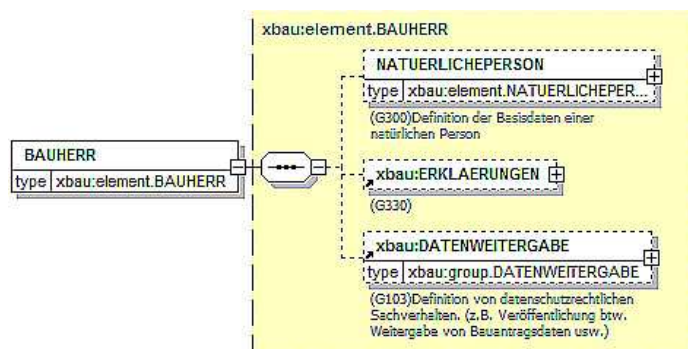 xbau:element.BAUHERR
NATUERLICHEPERSON
type xbau:element.NATUERLICHEPER...
(G300)Definition der Basisdaten einer
natürlichen Person
BAUHERR
type xbau:element.BAUHERR
xbau:ERKLAERUNGEN
(G330)
xbau:DATENWEITERGABE
type xbau:group.DATENWEITERGABE
(G103)Definition von datenschutzrechtlichen
Sachverhalten. (z.B. Veröffentlichung btw.
Weitergabe von Bauantragsdaten usw.)